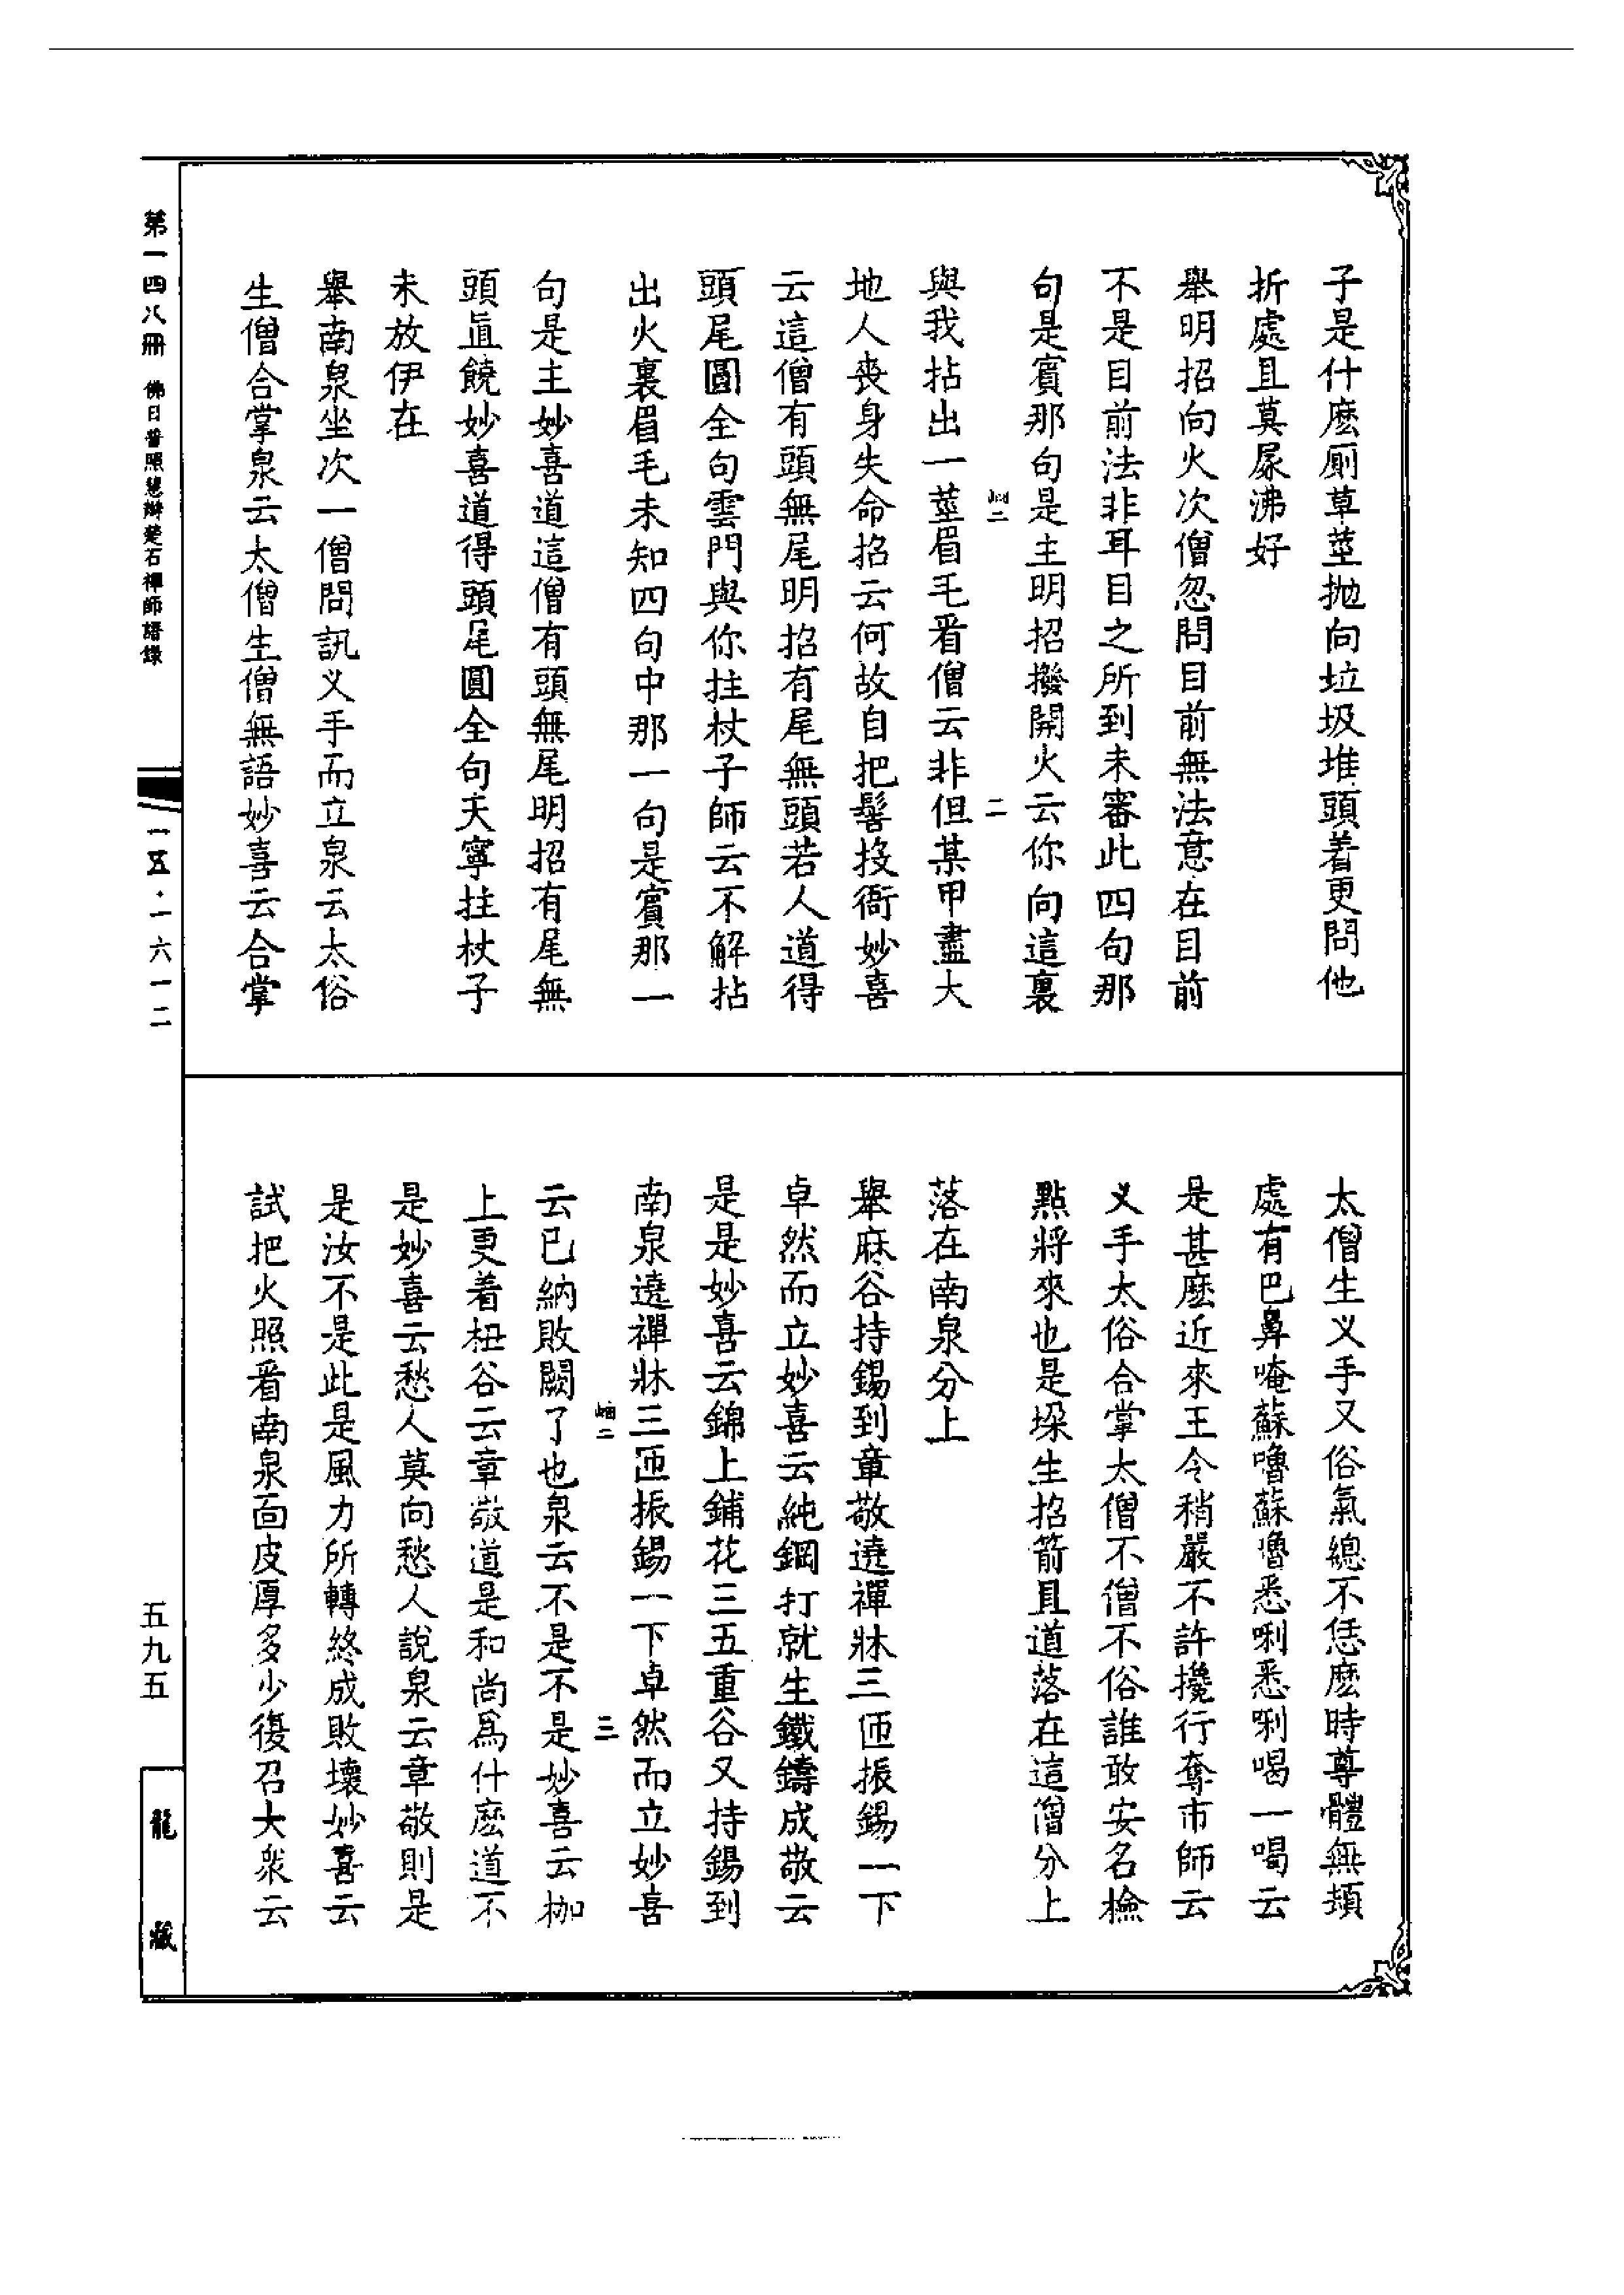 子是什麽厠草莖抛向垃圾堆頭着更問他
折處且莫尿沸好
舉明招向火次僧忽問目前無法意在目前
不是目前法非耳目之所到未審此四句那
句是賓那句是主明招撥開火云你向這裏
二
二
與我拈出一莖眉毛看僧云非但某甲盡大
地人喪身失命招云何故自把髻投衙妙喜
云這僧有頭無尾明招有尾無頭若人道得
頭尾圓全句雲門與你拄杖子師云不解拈
出火裏眉毛未知四句中那一句是賓那一
句是主妙喜道這僧有頭無尾明招有尾無
頭直饒妙喜道得頭尾圓全句天寧拄杖子
未放伊在
舉南泉坐次一僧問訊义手而立泉云太俗
生僧合掌泉云太僧生僧無語妙喜云合掌
太僧生义手又俗氣總不恁麽時尊體無頓
處有巴鼻唵蘇嚕蘇嚕悉唎悉唎喝一喝云
是甚麽近來王令稍嚴不許攙行奪市師云
义手太俗合掌太僧不僧不俗誰敢安名檢
點將來也是垜生招箭且道落在這僧分上
落在南泉分上
舉麻谷持錫到章敬遶禪牀三匝振錫一下
卓然而立妙喜云純鋼打就生鐵鑄成敬云
是是妙喜云錦上鋪花三五重谷又持錫到
南泉遶禪牀三匝振錫一下卓然而立妙喜
二
三
云已納敗闕了也泉云不是不是妙喜云枷
上更着杻谷云章敬道是和尚爲什麽道不
是妙喜云愁人莫向愁人說泉云章敬則是
是汝不是此是風力所轉終成敗壞妙喜云
試把火照看南泉面皮厚多少復召大衆云
第一四八冊 佛日普照慧辯楚石禪師語錄
一五·一六一二
五九五
龍藏